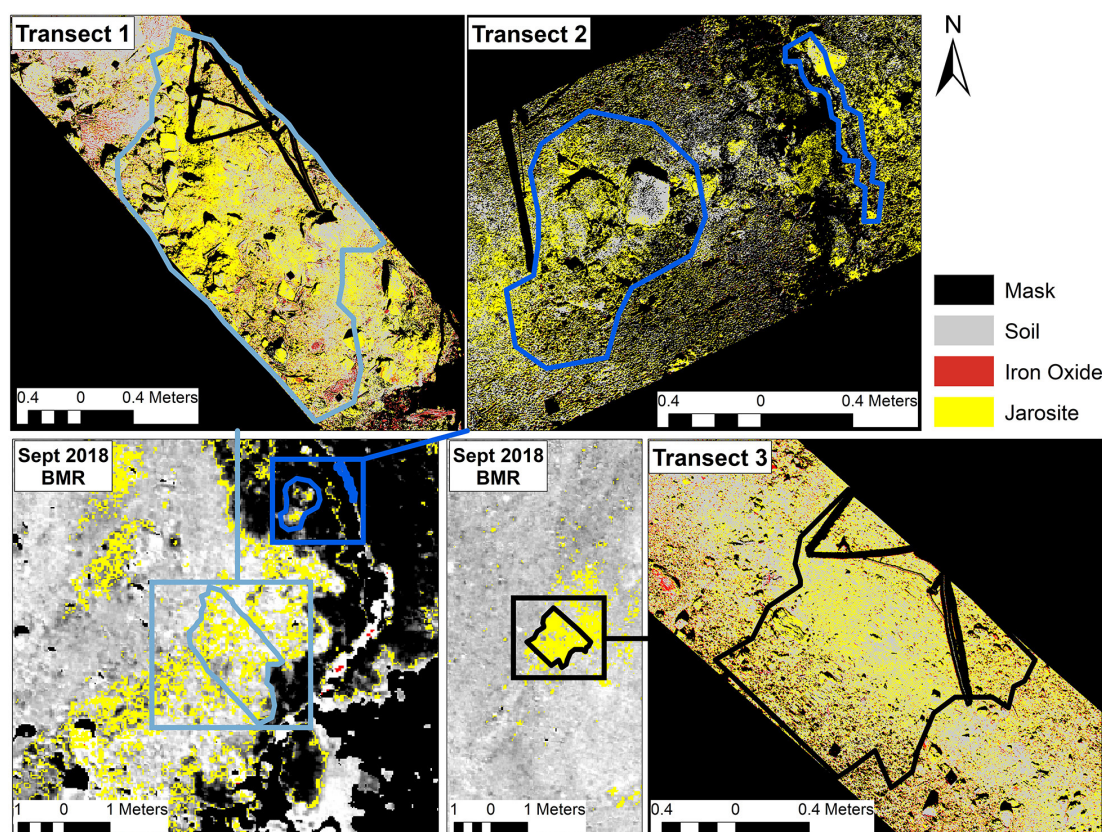 Transect 1
Transect 2
N
Mask
Soil
Iron Oxide
Jarosite
0.4 0 0.4 Meters
0.4 0 0.4 Meters
Sept 2018
BMR
Sept 2018
BMR
Transect 3
1 0 1 Meters
1 0 1 Meters
0.4 0 0.4 Meters